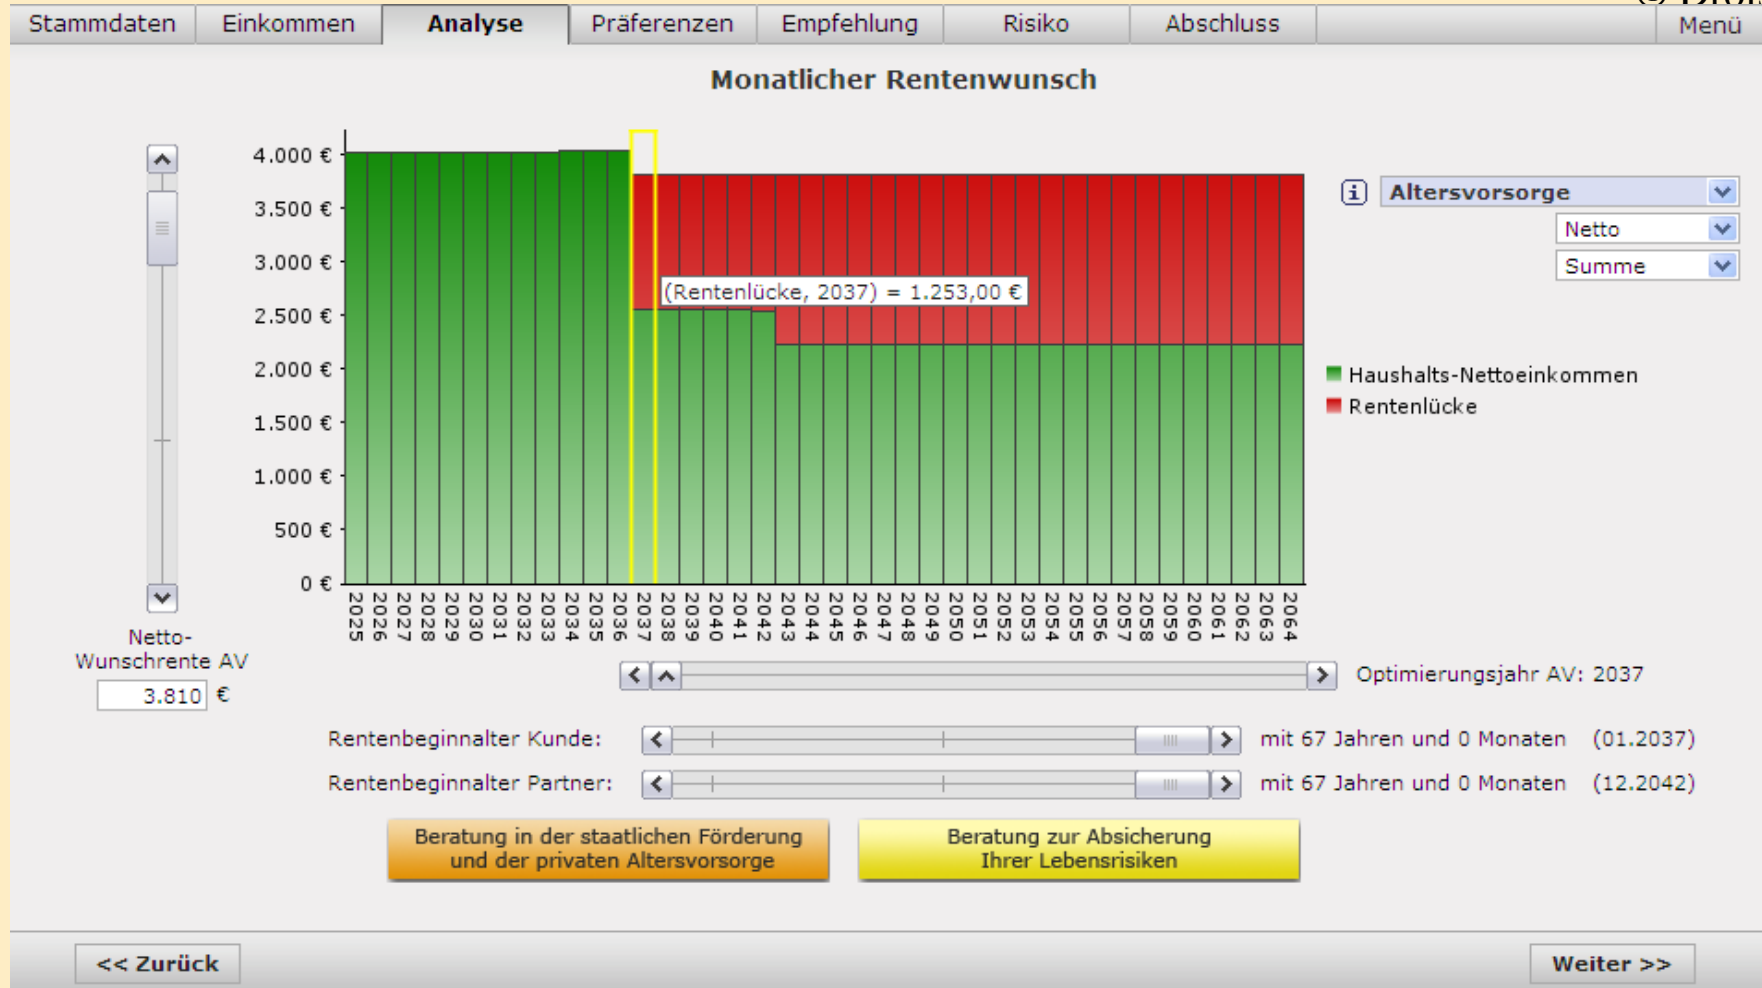 Stammdaten Einkommen Analyse Präferenzen Empfehlung Risiko Abschluss Menü
Monatlicher Rentenwunsch
4.000 €
3.500 €
3.000 €
2.500 €
2.000 €
1.500 €
1.000 €
500 €
0 €
(Rentenlücke, 2037) = 1.253,00 €
i Altersvorsorge
Netto
Summe
Haushalts-Nettoeinkommen
Rentenlücke
2025 2026 2027 2028 2029 2030 2031 2032 2033 2034 2035 2036 2037 2038 2039 2040 2041 2042 2043 2044 2045 2046 2047 2048 2049 2050 2051 2052 2053 2054 2055 2056 2057 2058 2059 2060 2061 2062 2063 2064
Netto-
Wunschrente AV
3.810 €
Optimierungsjahr AV: 2037
Rentenbeginnalter Kunde: mit 67 Jahren und 0 Monaten (01.2037)
Rentenbeginnalter Partner: mit 67 Jahren und 0 Monaten (12.2042)
Beratung in der staatlichen Förderung
und der privaten Altersvorsorge
Beratung zur Absicherung
Ihrer Lebensrisiken
<< Zurück
Weiter >>